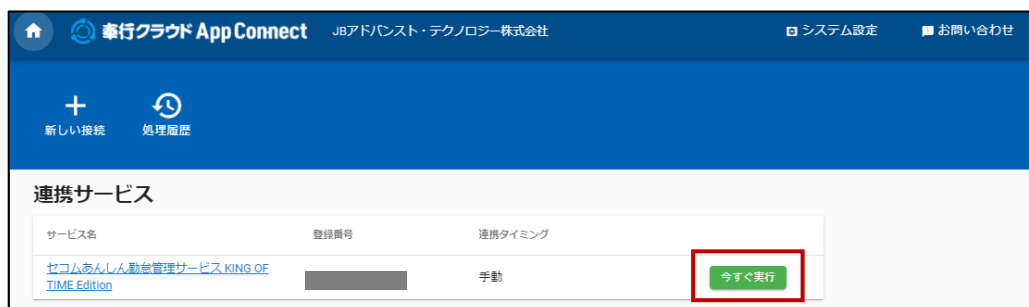 奉行クラウド App Connect JBアドバンスト・テクノロジー株式会社 システム設定 お問い合わせ
新しい接続 処理履歴
連携サービス
サービス名 登録番号 連携タイミング
セコムあんしん勤怠管理サービス KING OF
TIME Edition
手動 今すぐ実行